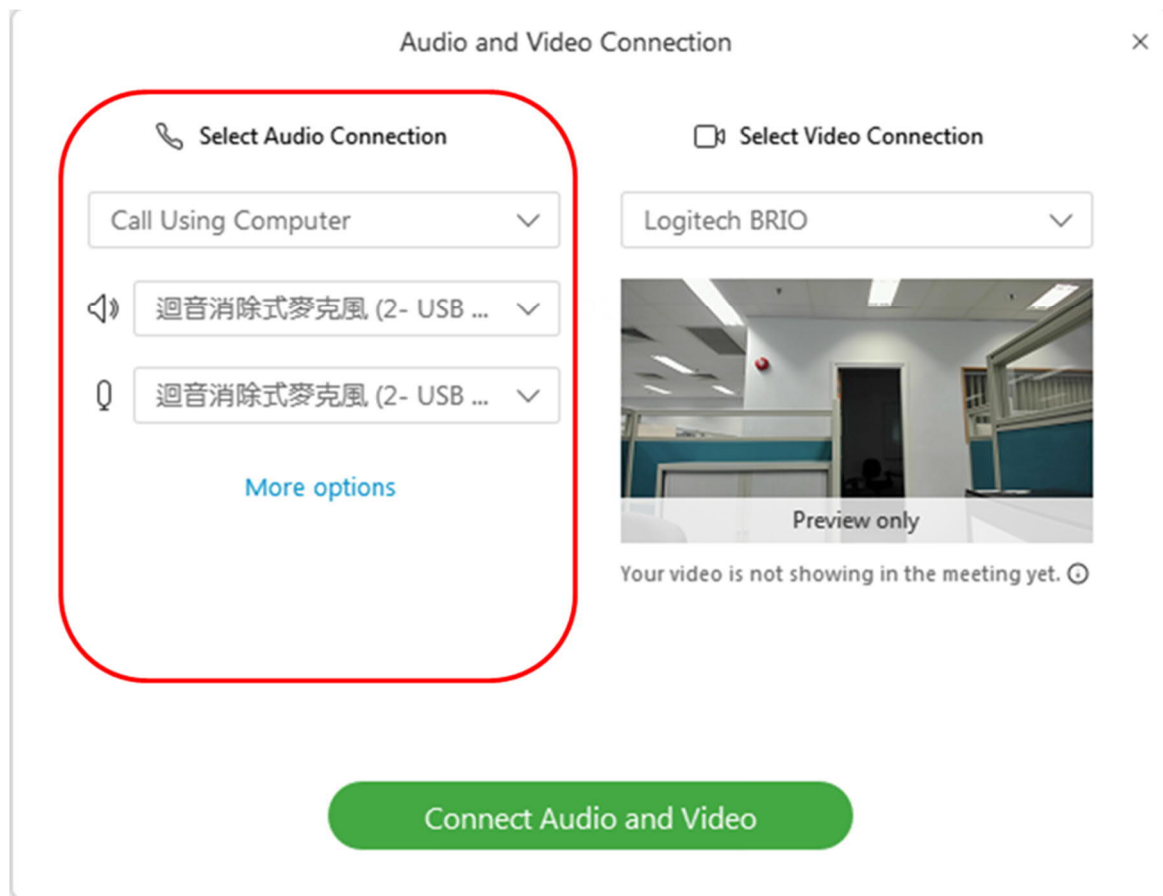 Audio and Video Connection
Select Audio Connection
Call Using Computer
迴音消除式麥克風 (2- USB ...
迴音消除式麥克風 (2- USB ...
More options
Select Video Connection
Logitech BRIO
Preview only
Your video is not showing in the meeting yet.
Connect Audio and Video